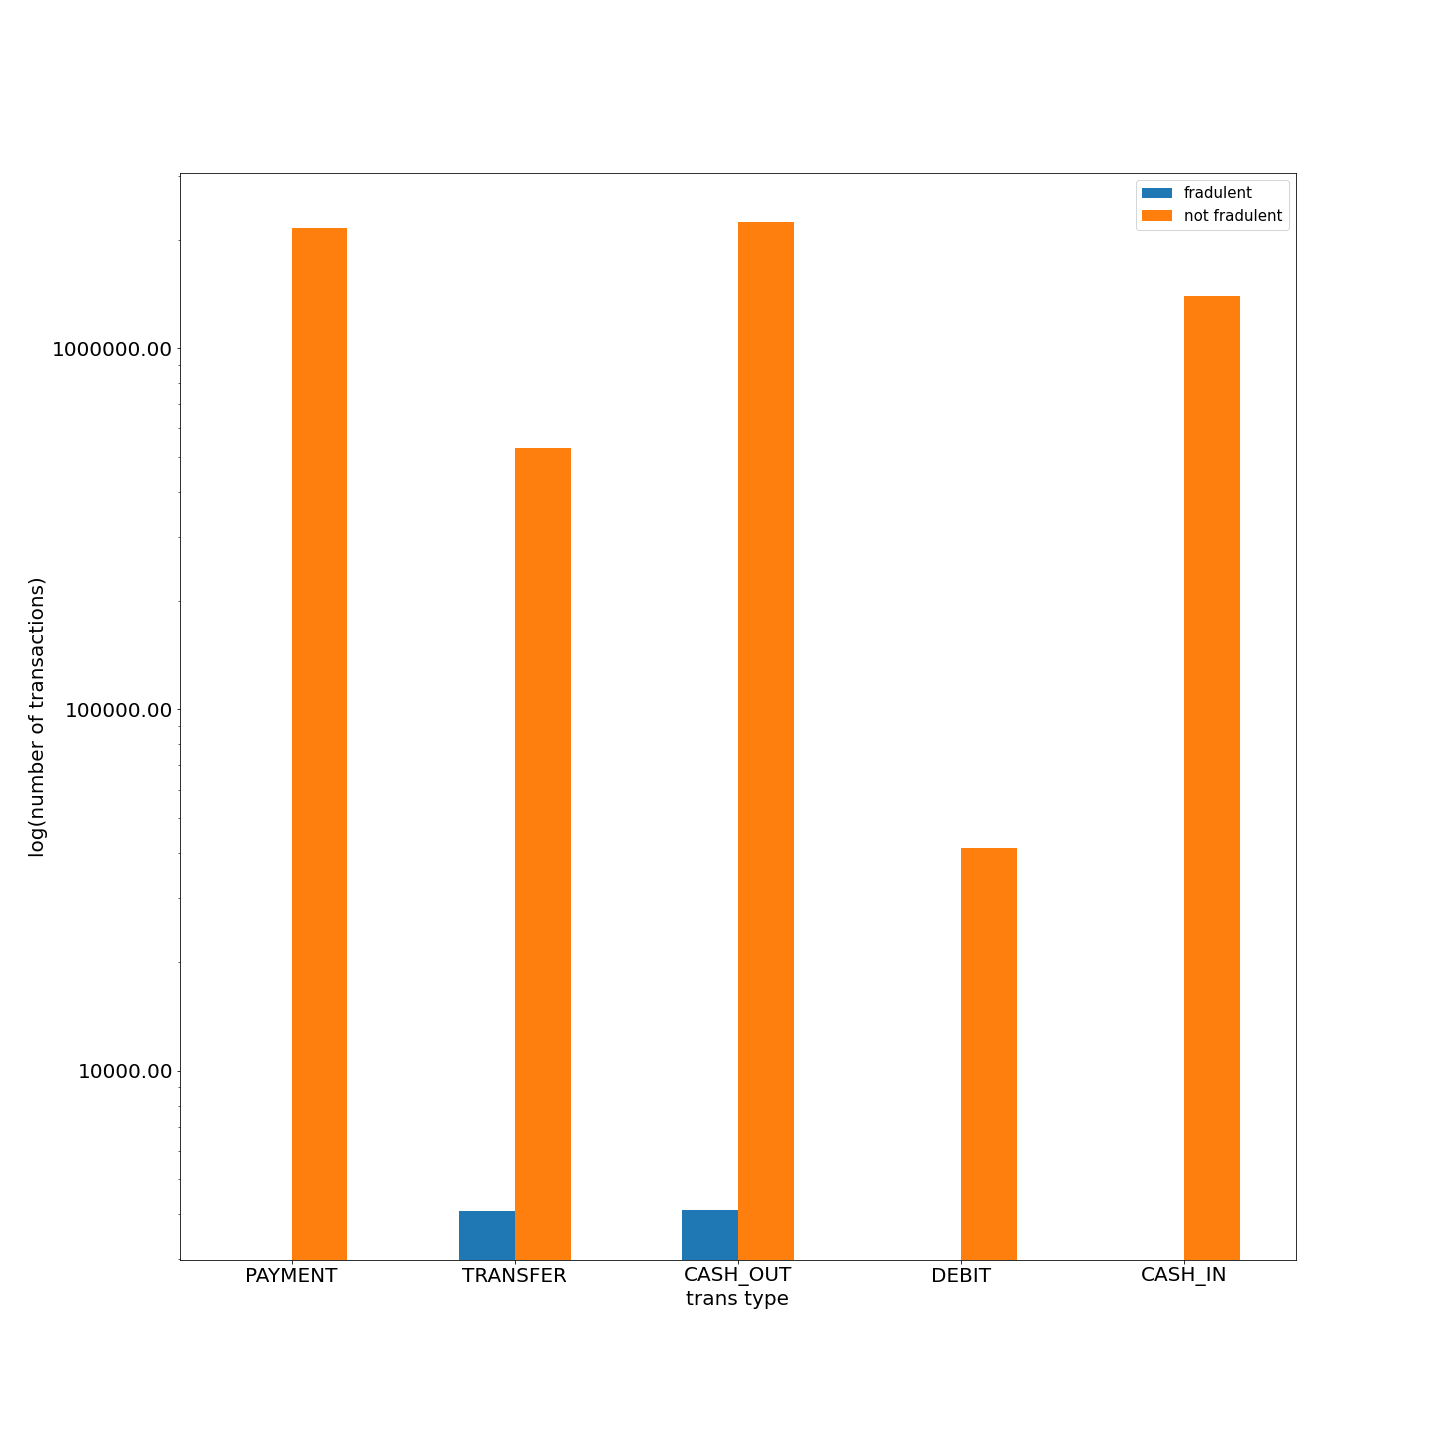 fradulent
not fradulent
1000000.00
100000.00
10000.00
log(number of transactions)
PAYMENT TRANSFER CASH_OUT DEBIT CASH_IN
trans type